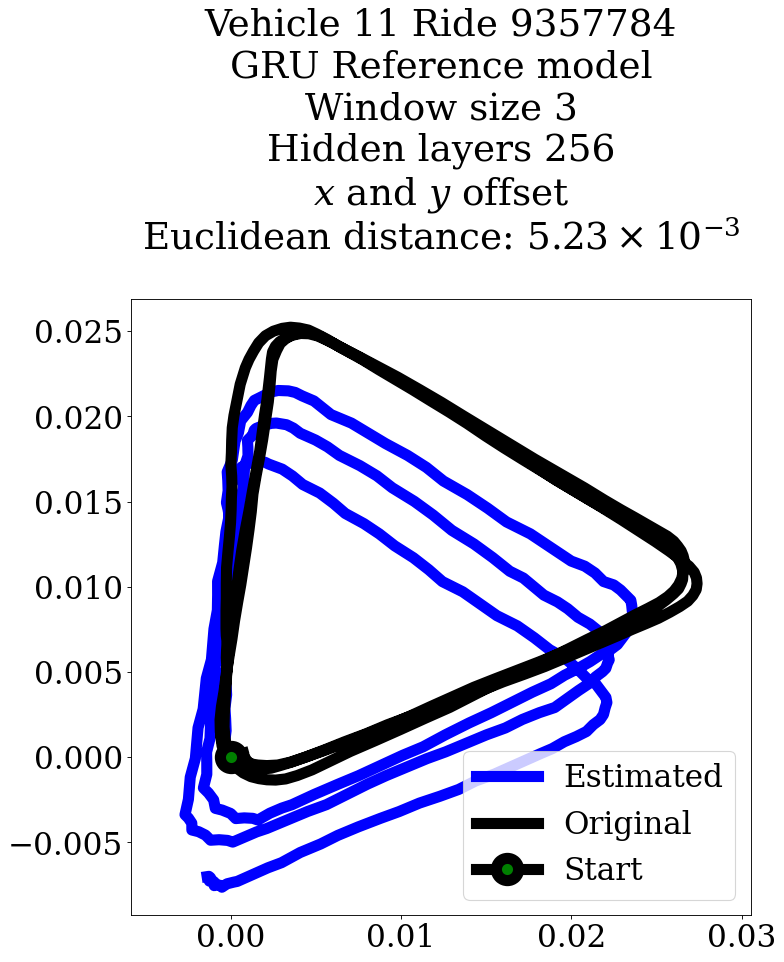 Vehicle 11 Ride 9357784
GRU Reference model
Window size 3
Hidden layers 256
x and y offset
Euclidean distance: 5.23 × 10⁻³
0.025
0.020
0.015
0.010
0.005
0.000
−0.005
Estimated
Original
Start
0.00 0.01 0.02 0.03